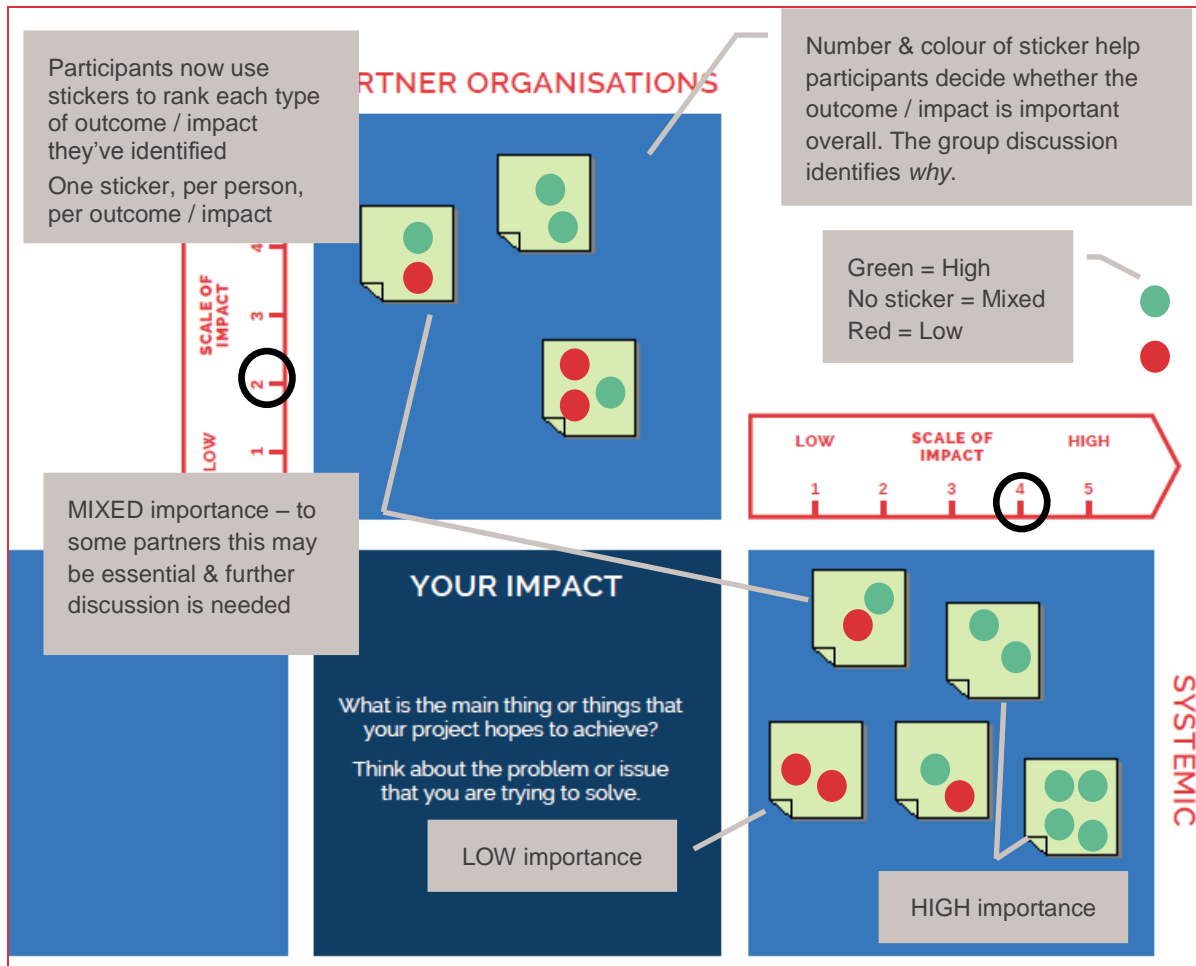 Participants now use
stickers to rank each type
of outcome / impact
they've identified
One sticker, per person,
per outcome / impact
RTNER ORGANISATIONS
Number & colour of sticker help
participants decide whether the
outcome / impact is important
overall. The group discussion
identifies why.
Green = High
No sticker = Mixed
Red = Low
4
3
2
1
SCALE OF
IMPACT
LOW
LOW
SCALE OF
IMPACT
HIGH
1 2 3 4 5
MIXED importance – to
some partners this may
be essential & further
discussion is needed
YOUR IMPACT
What is the main thing or things that
your project hopes to achieve?
Think about the problem or issue
that you are trying to solve.
LOW importance
HIGH importance
SYSTEMIC